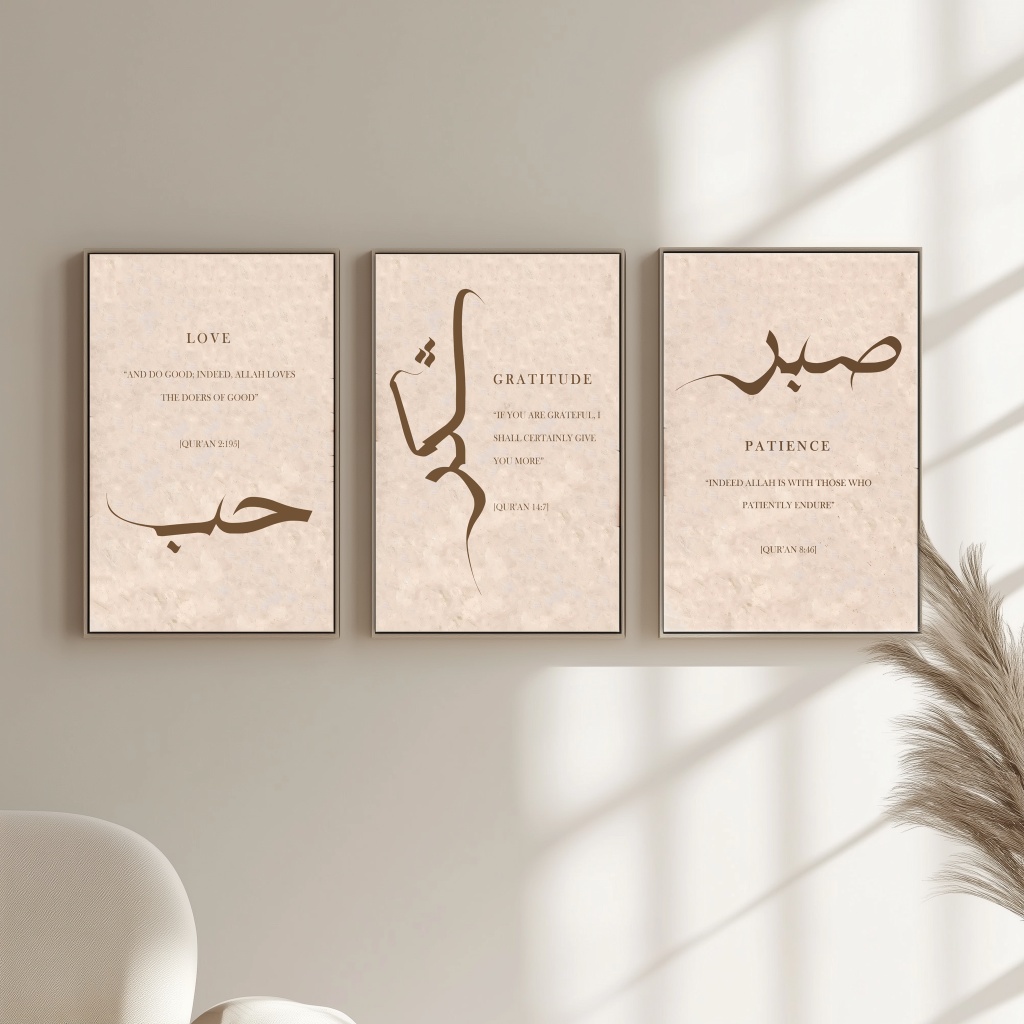 LOVE
“AND DO GOOD; INDEED, ALLAH LOVES
THE DOERS OF GOOD”
[QUR'AN 2:195]
حب
شكر
GRATITUDE
“IF YOU ARE GRATEFUL, I
SHALL CERTAINLY GIVE
YOU MORE”
[QUR'AN 14:7]
صبر
PATIENCE
“INDEED ALLAH IS WITH THOSE WHO
PATIENTLY ENDURE”
[QUR'AN 8:46]